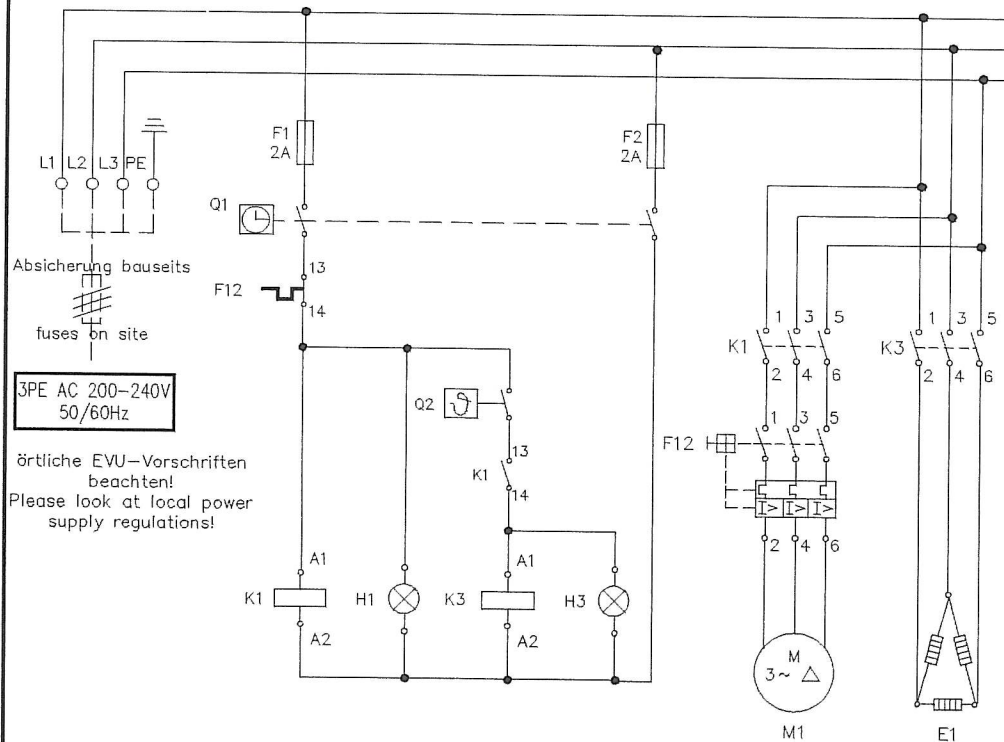 L1 L2 L3 PE
Absicherung bauseits
fuses on site
3PE AC 200-240V
50/60Hz
örtliche EVU-Vorschriften
beachten!
Please look at local power
supply regulations!
F1
2A
F2
2A
Q1
13
F12
14
Q2
ϑ
13
K1
14
A1
K1
A2
H1
A1
K3
A2
H3
1 3 5
K1
2 4 6
1 3 5
F12
I> I> I>
2 4 6
M
3~ △
M1
1 3 5
K3
2 4 6
E1